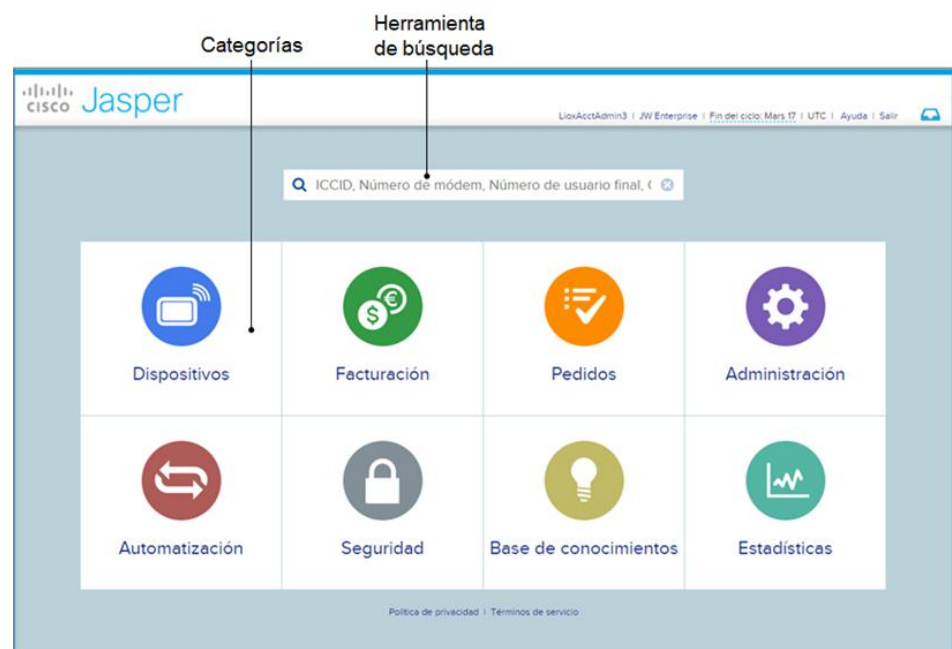 Categorías
Herramienta
de búsqueda
cisco Jasper
LioxAcctAdmin3 | JW Enterprise | Fin del ciclo: Mars 17 | UTC | Ayuda | Salir
ICCID, Número de módem, Número de usuario final, (
Dispositivos
Facturación
Pedidos
Administración
Automatización
Seguridad
Base de conocimientos
Estadísticas
Política de privacidad | Términos de servicio